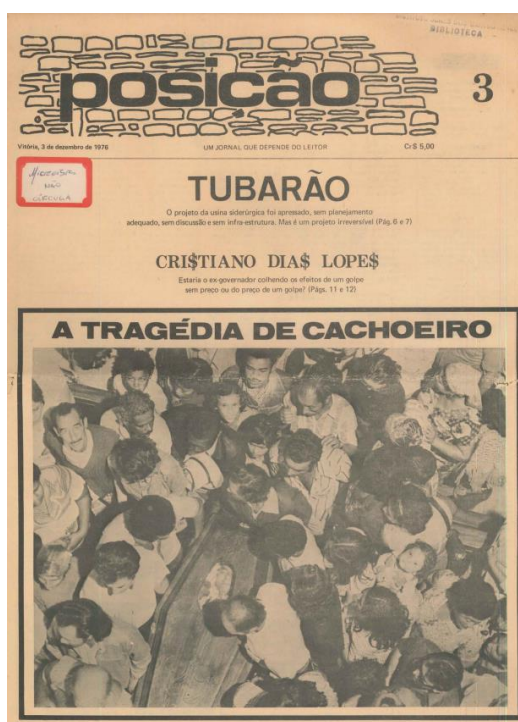 BIBLIOTECA
posição
3
Vitória, 3 de dezembro de 1976
UM JORNAL QUE DEPENDE DO LEITOR
Cr$ 5,00
NÃO
CIRCULA
TUBARÃO
O projeto da usina siderúrgica foi apressado, sem planejamento
adequado, sem discussão e sem infra-estrutura. Mas é um projeto irreversível (Pág. 6 e 7)
CRI$TIANO DIA$ LOPE$
Estaria o ex-governador colhendo os efeitos de um golpe
sem preço ou do preço de um golpe? (Págs. 11 e 12)
A TRAGÉDIA DE CACHOEIRO